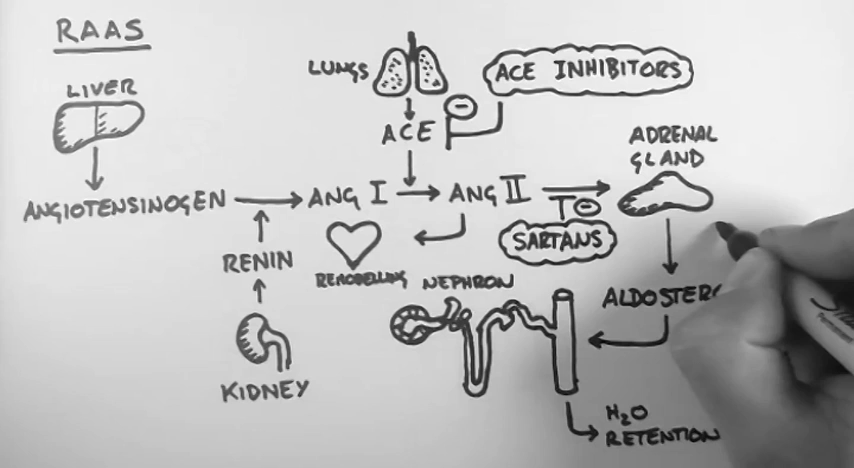 RAAS
LIVER
LUNGS
ACE INHIBITORS
ACE
ADRENAL
GLAND
ANGIOTENSINOGEN
ANG I
ANG II
SARTANS
RENIN
REMODELLING
NEPHRON
KIDNEY
H2O
RETENTION